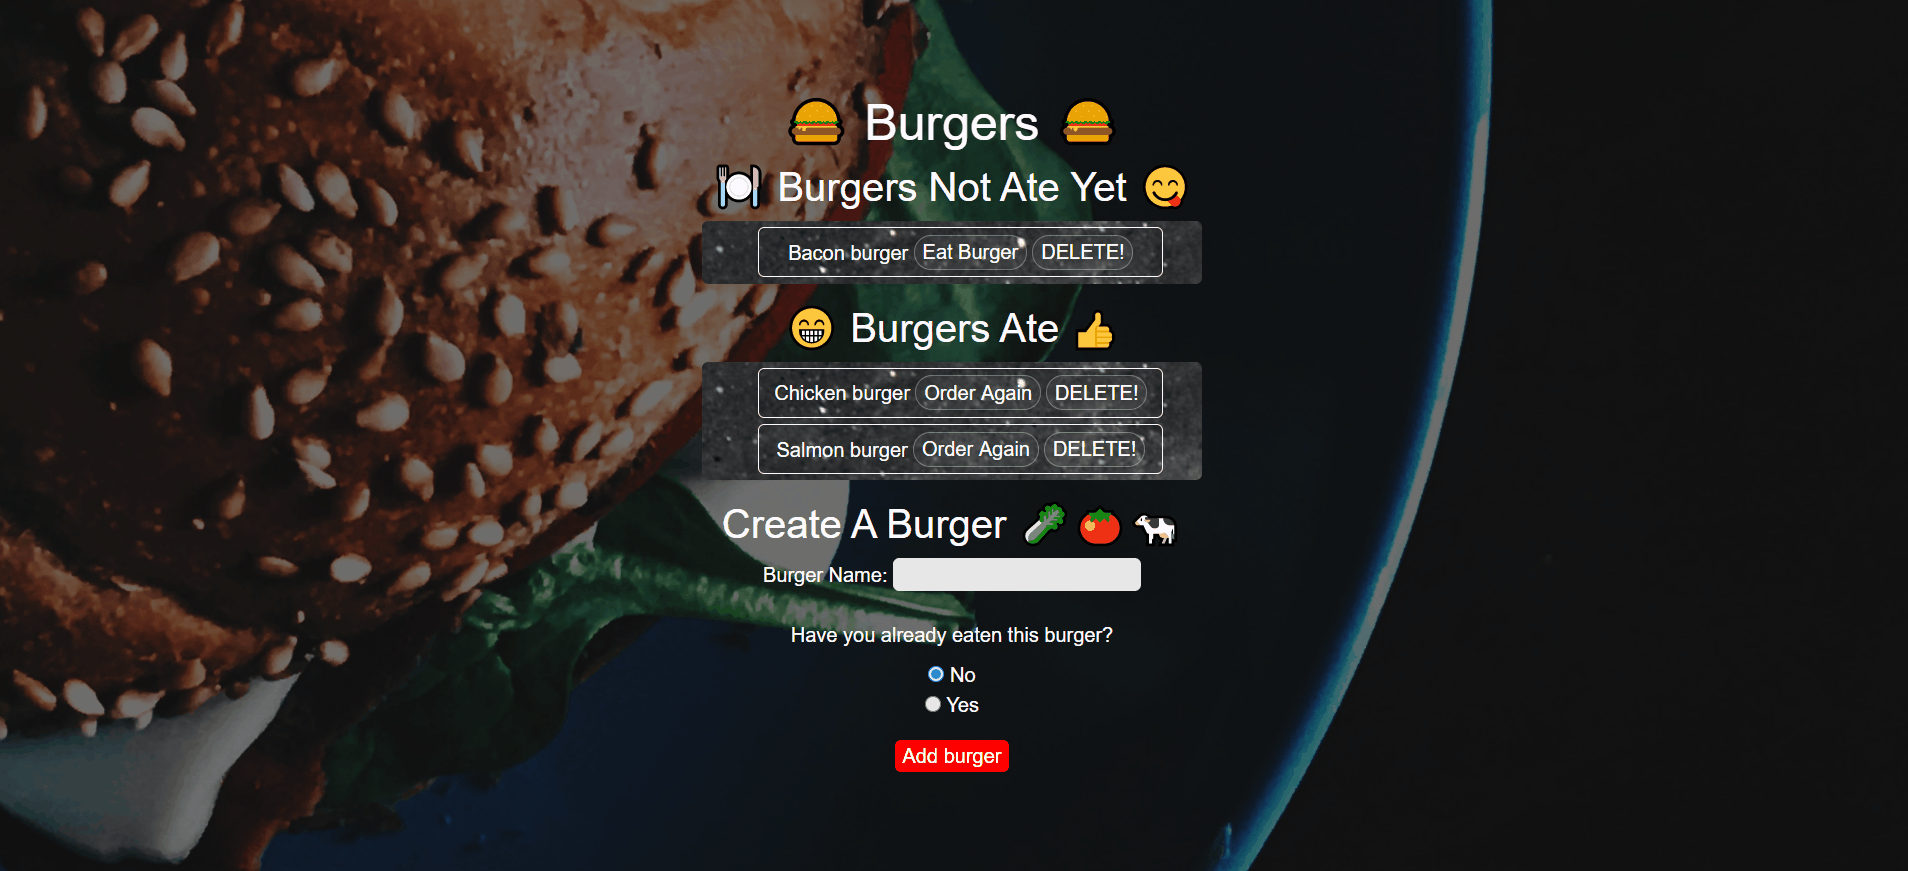 🍔 Burgers 🍔
🍽️ Burgers Not Ate Yet 😋
Bacon burger Eat Burger DELETE!
😁 Burgers Ate 👍
Chicken burger Order Again DELETE!
Salmon burger Order Again DELETE!
Create A Burger 🥬 🍅 🐄
Burger Name:
Have you already eaten this burger?
No
Yes
Add burger